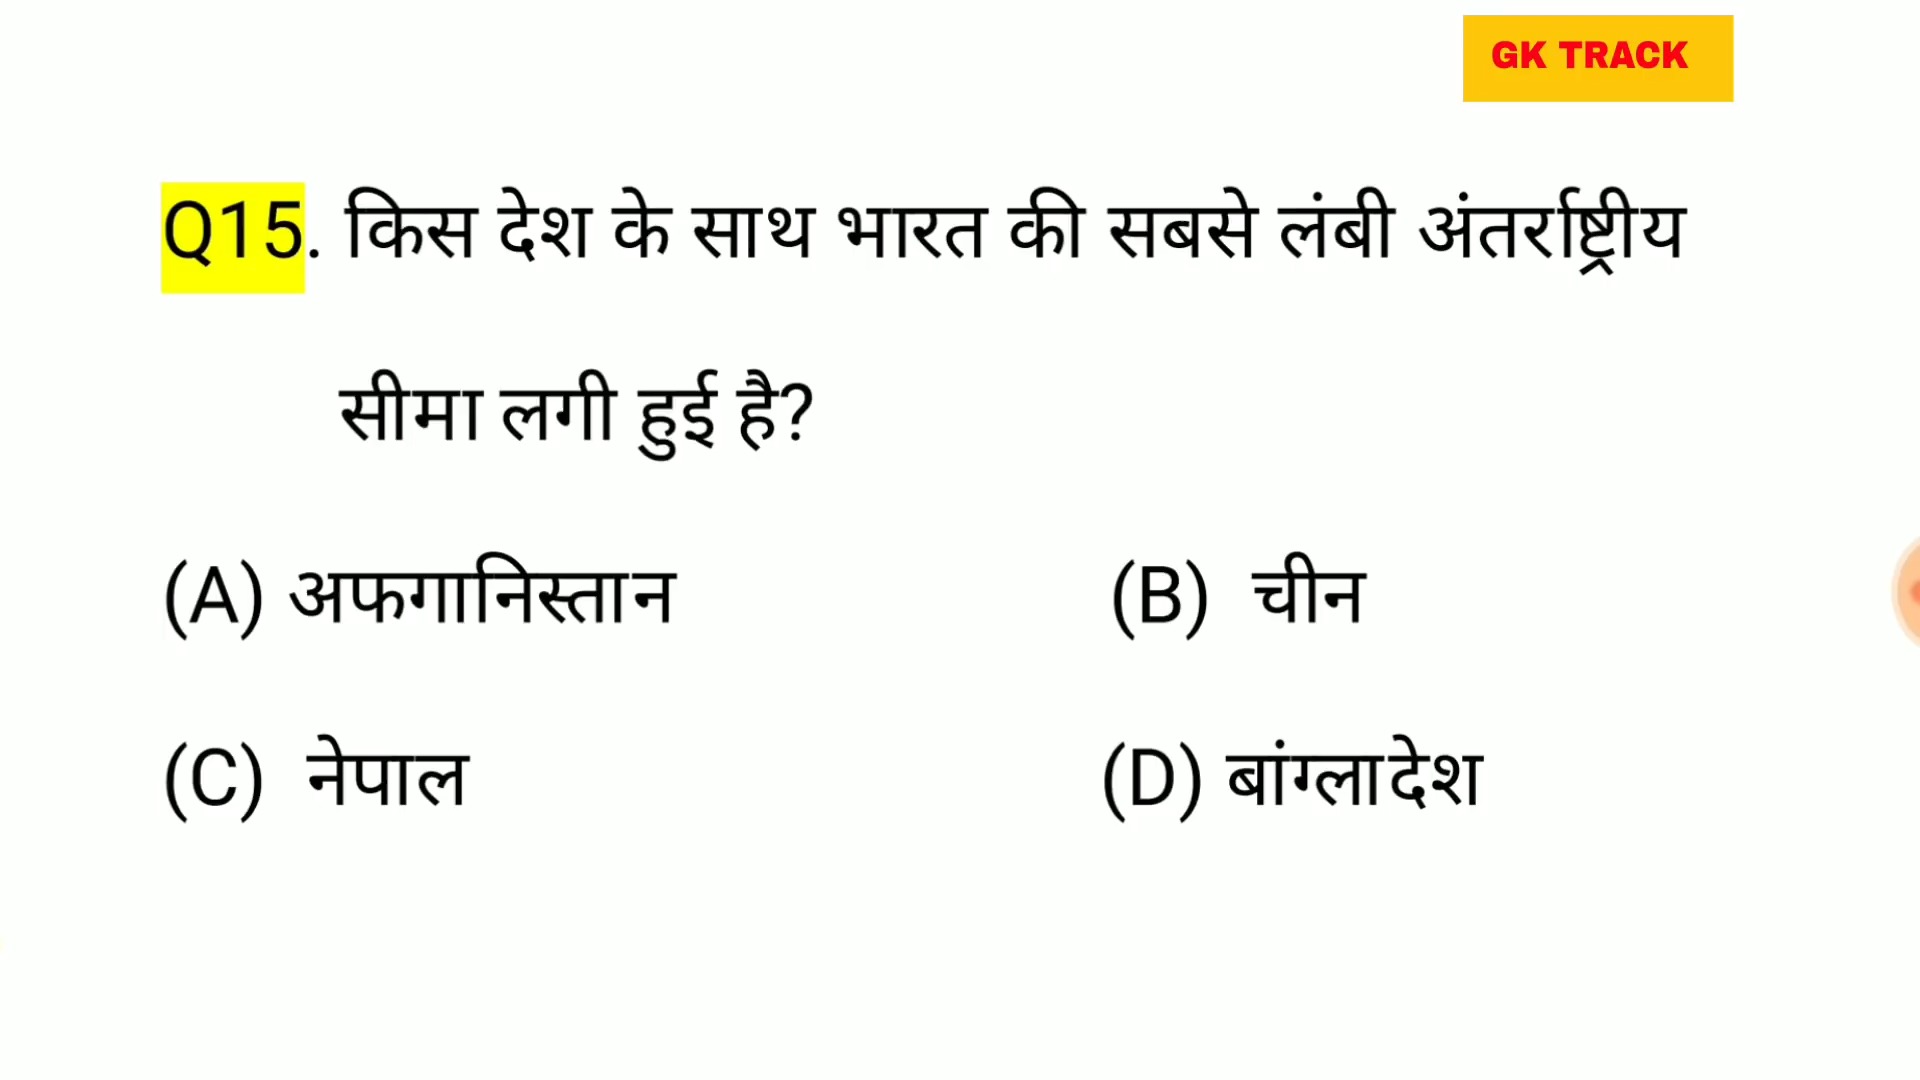 GK TRACK
Q15. किस देश के साथ भारत की सबसे लंबी अंतर्राष्ट्रीय
सीमा लगी हुई है?
(A) अफगानिस्तान (B) चीन
(C) नेपाल (D) बांग्लादेश